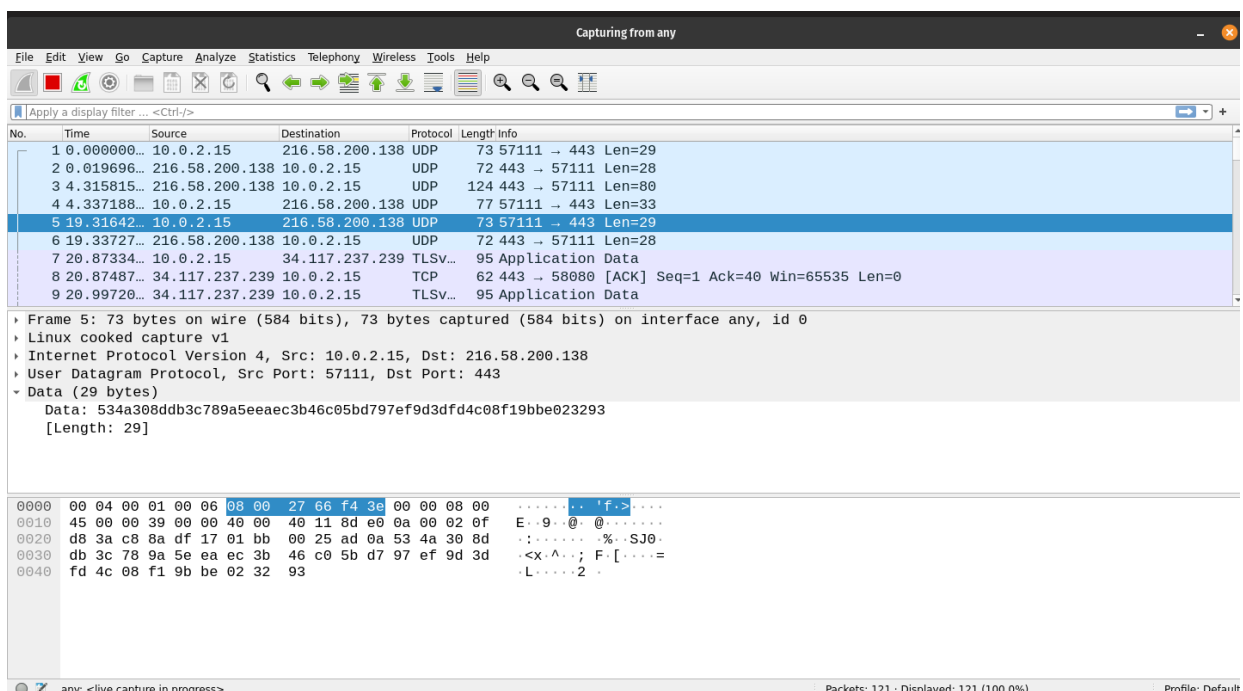 Capturing from any
File Edit View Go Capture Analyze Statistics Telephony Wireless Tools Help
Apply a display filter ... <Ctrl-/>
No. Time Source Destination Protocol Length Info
1 0.000000… 10.0.2.15 216.58.200.138 UDP 73 57111 → 443 Len=29
2 0.019696… 216.58.200.138 10.0.2.15 UDP 72 443 → 57111 Len=28
3 4.315815… 216.58.200.138 10.0.2.15 UDP 124 443 → 57111 Len=80
4 4.337188… 10.0.2.15 216.58.200.138 UDP 77 57111 → 443 Len=33
5 19.31642… 10.0.2.15 216.58.200.138 UDP 73 57111 → 443 Len=29
6 19.33727… 216.58.200.138 10.0.2.15 UDP 72 443 → 57111 Len=28
7 20.87334… 10.0.2.15 34.117.237.239 TLSv… 95 Application Data
8 20.87487… 34.117.237.239 10.0.2.15 TCP 62 443 → 58080 [ACK] Seq=1 Ack=40 Win=65535 Len=0
9 20.99720… 34.117.237.239 10.0.2.15 TLSv… 95 Application Data
Frame 5: 73 bytes on wire (584 bits), 73 bytes captured (584 bits) on interface any, id 0
Linux cooked capture v1
Internet Protocol Version 4, Src: 10.0.2.15, Dst: 216.58.200.138
User Datagram Protocol, Src Port: 57111, Dst Port: 443
Data (29 bytes)
Data: 534a308ddb3c789a5eeaec3b46c05bd797ef9d3dfd4c08f19bbe023293
[Length: 29]
0000 00 04 00 01 00 06 08 00 27 66 f4 3e 00 00 08 00 ········ 'f·>····
0010 45 00 00 39 00 00 40 00 40 11 8d e0 0a 00 02 0f E··9··@· @·······
0020 d8 3a c8 8a df 17 01 bb 00 25 ad 0a 53 4a 30 8d ·:······ ·%··SJ0·
0030 db 3c 78 9a 5e ea ec 3b 46 c0 5b d7 97 ef 9d 3d ·<x·^··; F·[····=
0040 fd 4c 08 f1 9b be 02 32 93 ·L·····2 ·
any: <live capture in progress> Packets: 121 · Displayed: 121 (100.0%) Profile: Default